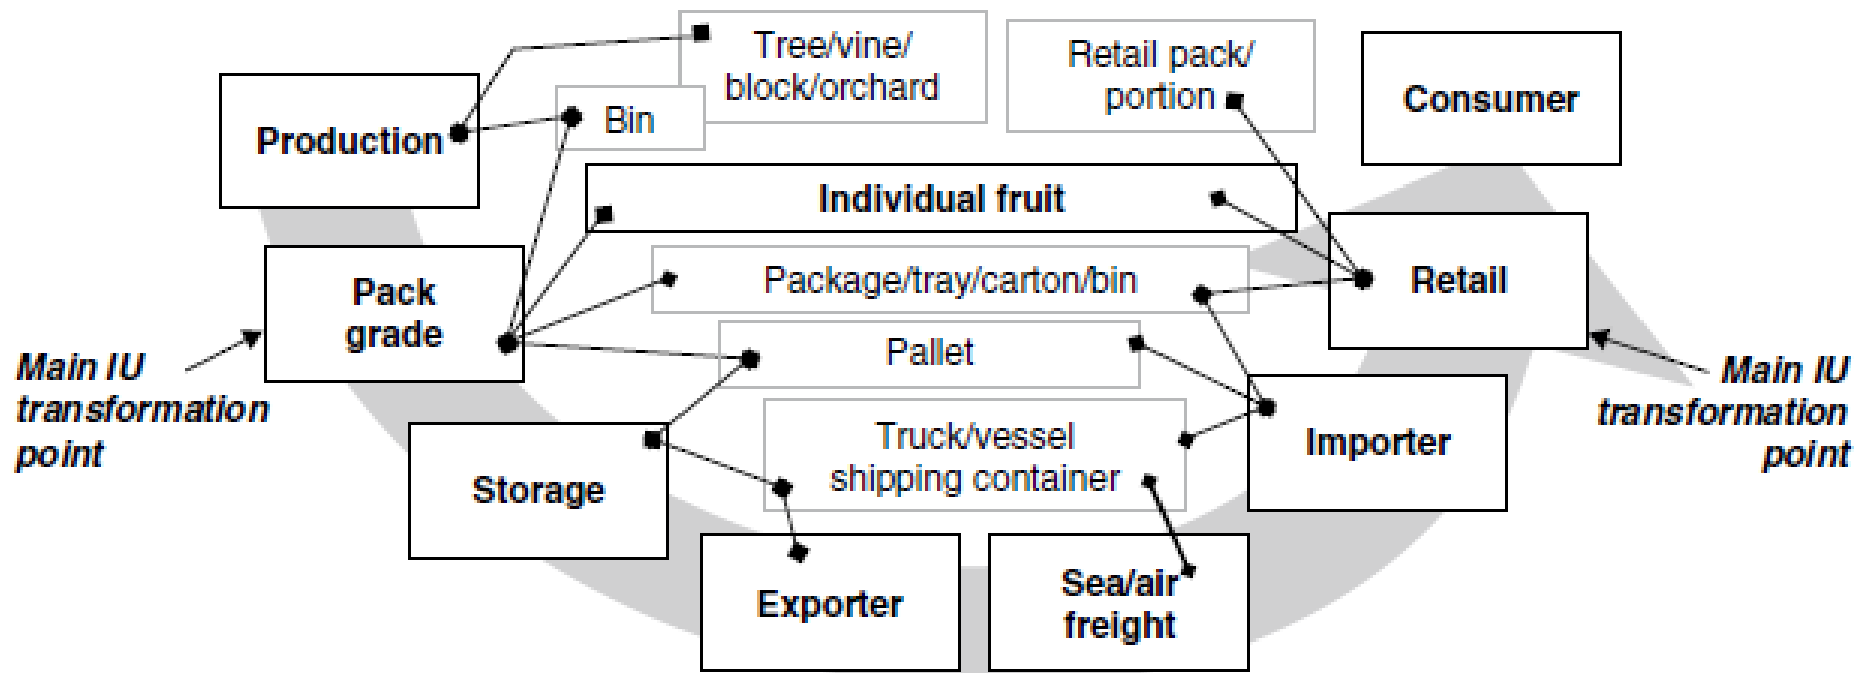 Tree/vine/
block/orchard
Retail pack/
portion
Consumer
Production
Bin
Individual fruit
Pack
grade
Package/tray/carton/bin
Retail
Main IU
transformation
point
Pallet
Main IU
transformation
point
Storage
Truck/vessel
shipping container
Importer
Exporter
Sea/air
freight